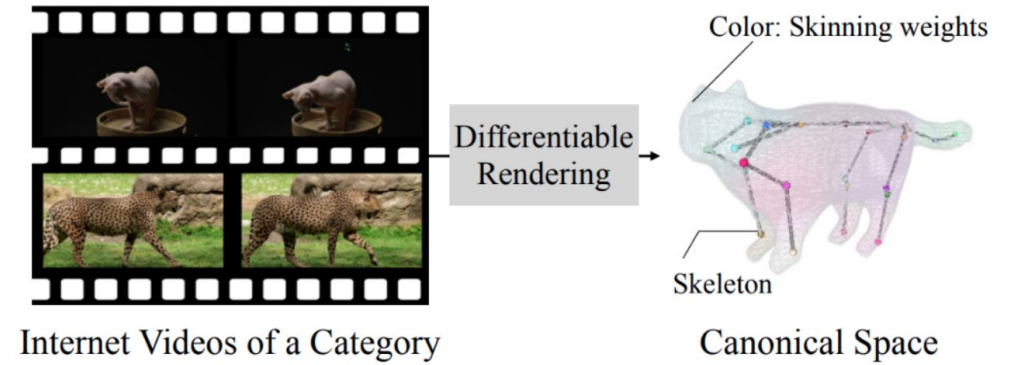 Color: Skinning weights
Differentiable
Rendering
Skeleton
Internet Videos of a Category
Canonical Space